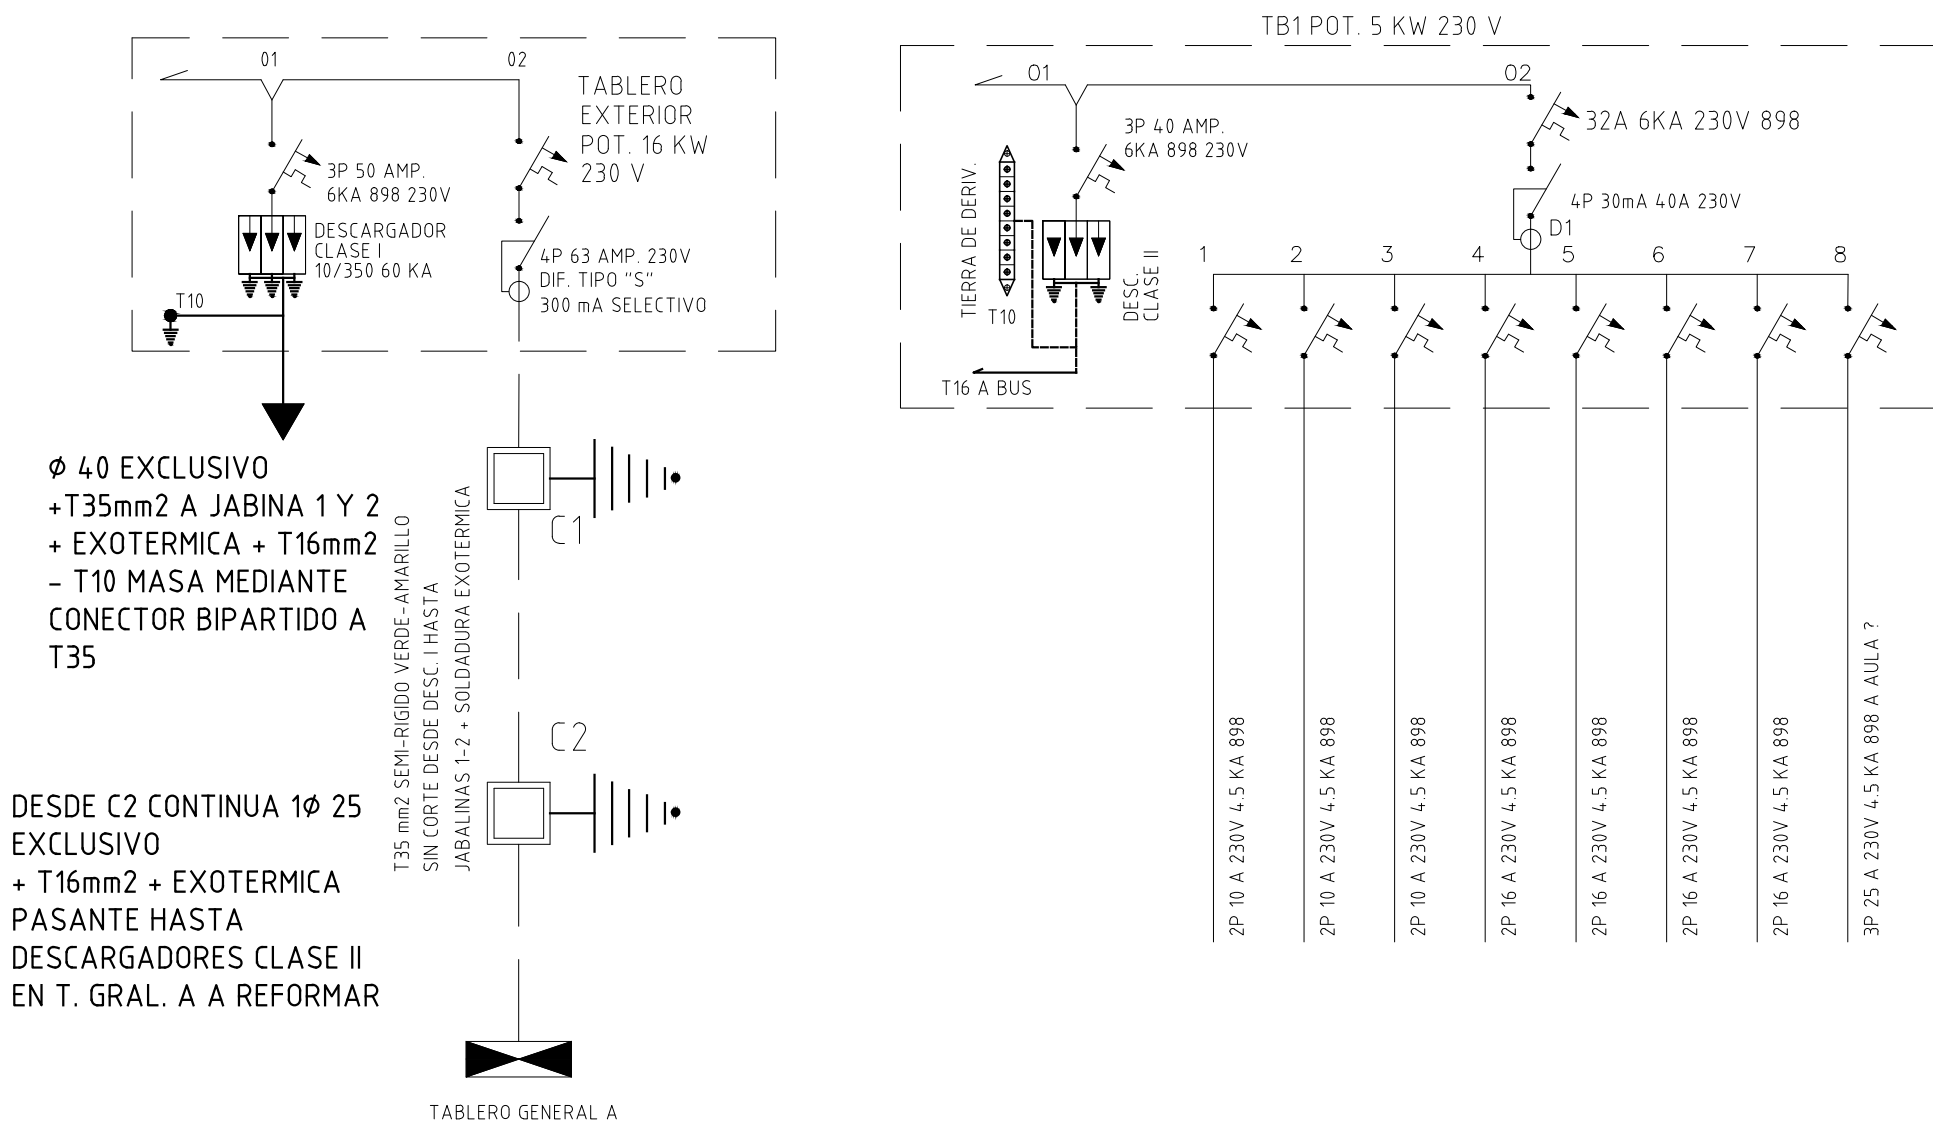 01
02
TABLERO
EXTERIOR
POT. 16 KW
230 V
3P 50 AMP.
6KA 898 230V
DESCARGADOR
CLASE I
10/350 60 KA
4P 63 AMP. 230V
DIF. TIPO "S"
300 mA SELECTIVO
T10
Ø 40 EXCLUSIVO
+T35mm2 A JABINA 1 Y 2
+ EXOTERMICA + T16mm2
- T10 MASA MEDIANTE
CONECTOR BIPARTIDO A
T35
C1
T35 mm2 SEMI-RIGIDO VERDE-AMARILLO
SIN CORTE DESDE DESC. I HASTA
JABALINAS 1-2 + SOLDADURA EXOTERMICA
C2
DESDE C2 CONTINUA 1Ø 25
EXCLUSIVO
+ T16mm2 + EXOTERMICA
PASANTE HASTA
DESCARGADORES CLASE II
EN T. GRAL. A A REFORMAR
TABLERO GENERAL A
TB1 POT. 5 KW 230 V
01
02
3P 40 AMP.
6KA 898 230V
32A 6KA 230V 898
TIERRA DE DERIV.
T10
DESC.
CLASE II
T16 A BUS
4P 30mA 40A 230V
D1
1
2
3
4
5
6
7
8
2P 10 A 230V 4.5 KA 898
2P 10 A 230V 4.5 KA 898
2P 10 A 230V 4.5 KA 898
2P 16 A 230V 4.5 KA 898
2P 16 A 230V 4.5 KA 898
2P 16 A 230V 4.5 KA 898
2P 16 A 230V 4.5 KA 898
3P 25 A 230V 4.5 KA 898 A AULA ?